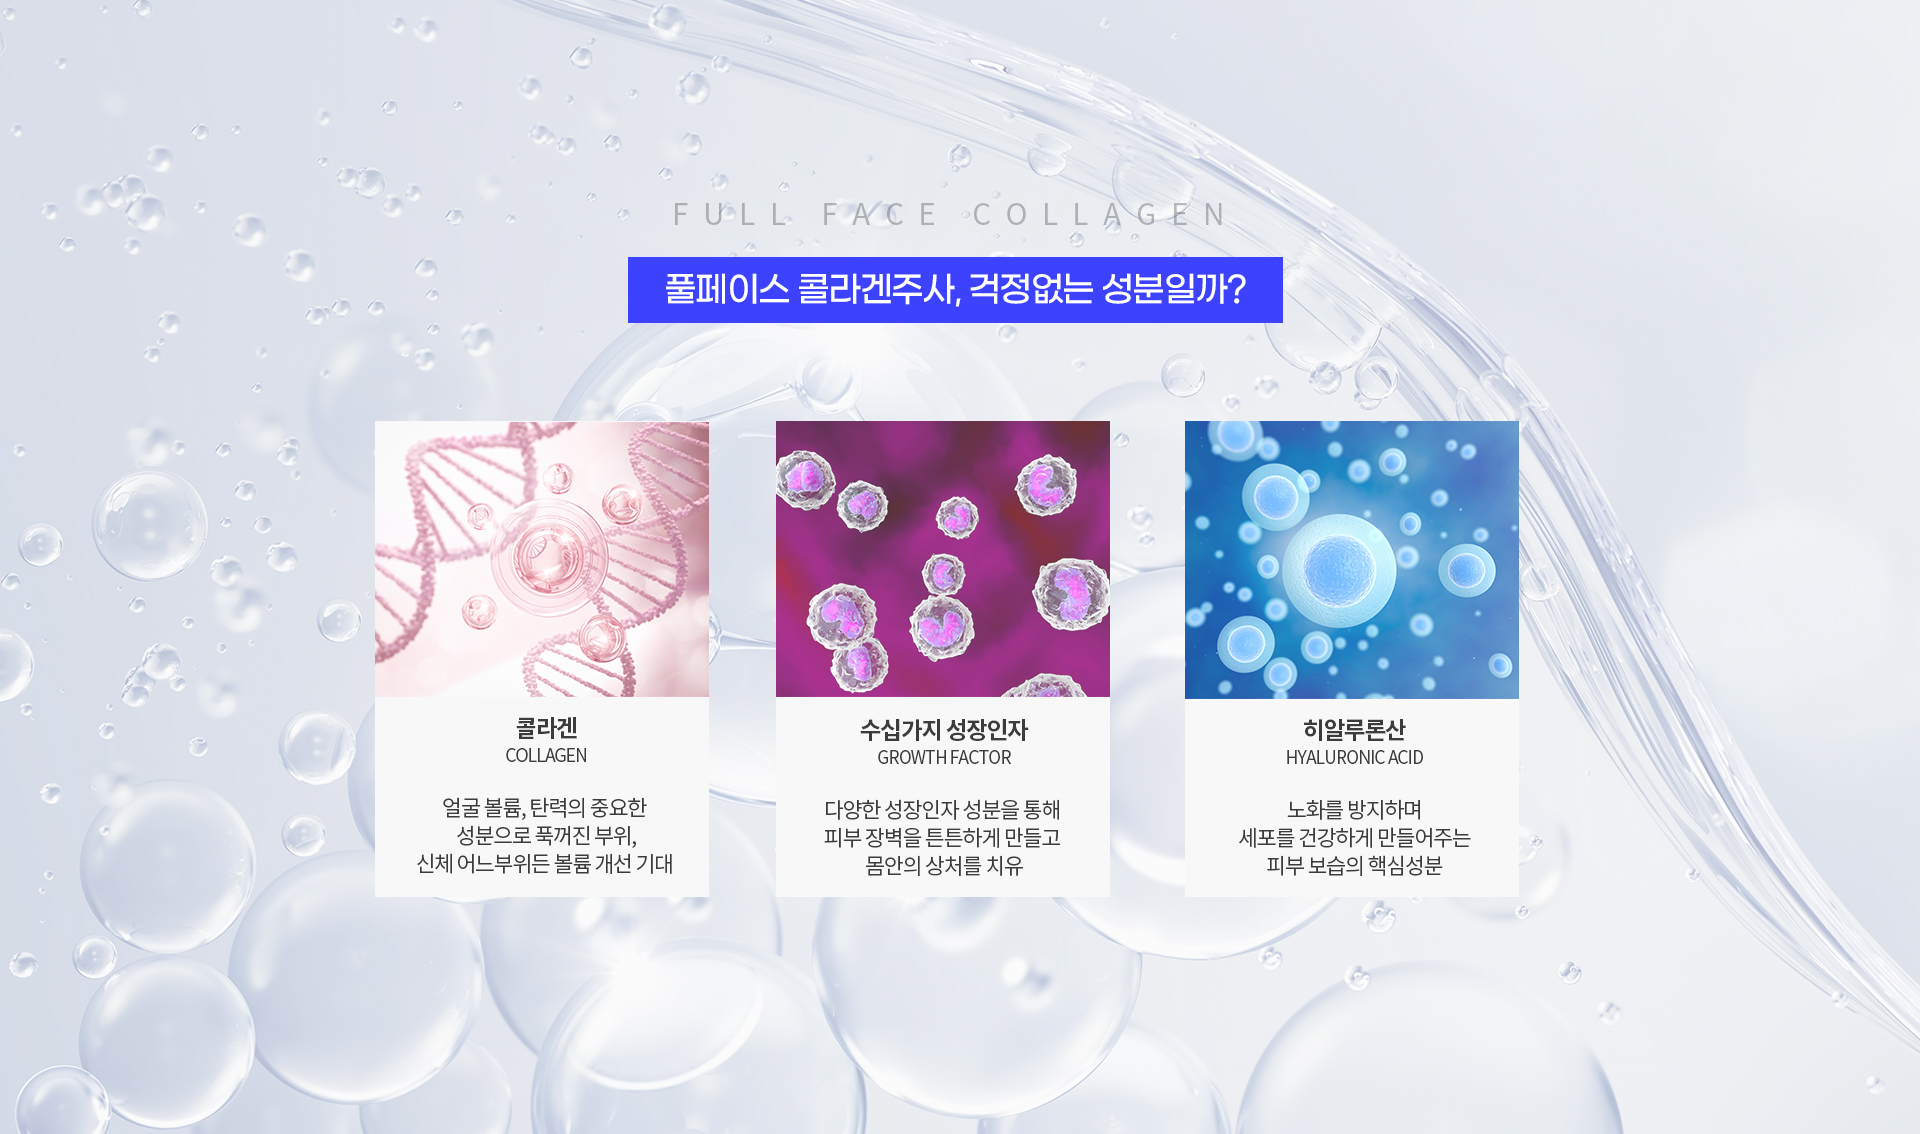 FULL FACE COLLAGEN
풀페이스 콜라겐주사, 걱정없는 성분일까?
콜라겐
COLLAGEN
얼굴 볼륨, 탄력의 중요한
성분으로 푹꺼진 부위,
신체 어느부위든 볼륨 개선 기대
수십가지 성장인자
GROWTH FACTOR
다양한 성장인자 성분을 통해
피부 장벽을 튼튼하게 만들고
몸안의 상처를 치유
히알루론산
HYALURONIC ACID
노화를 방지하며
세포를 건강하게 만들어주는
피부 보습의 핵심성분